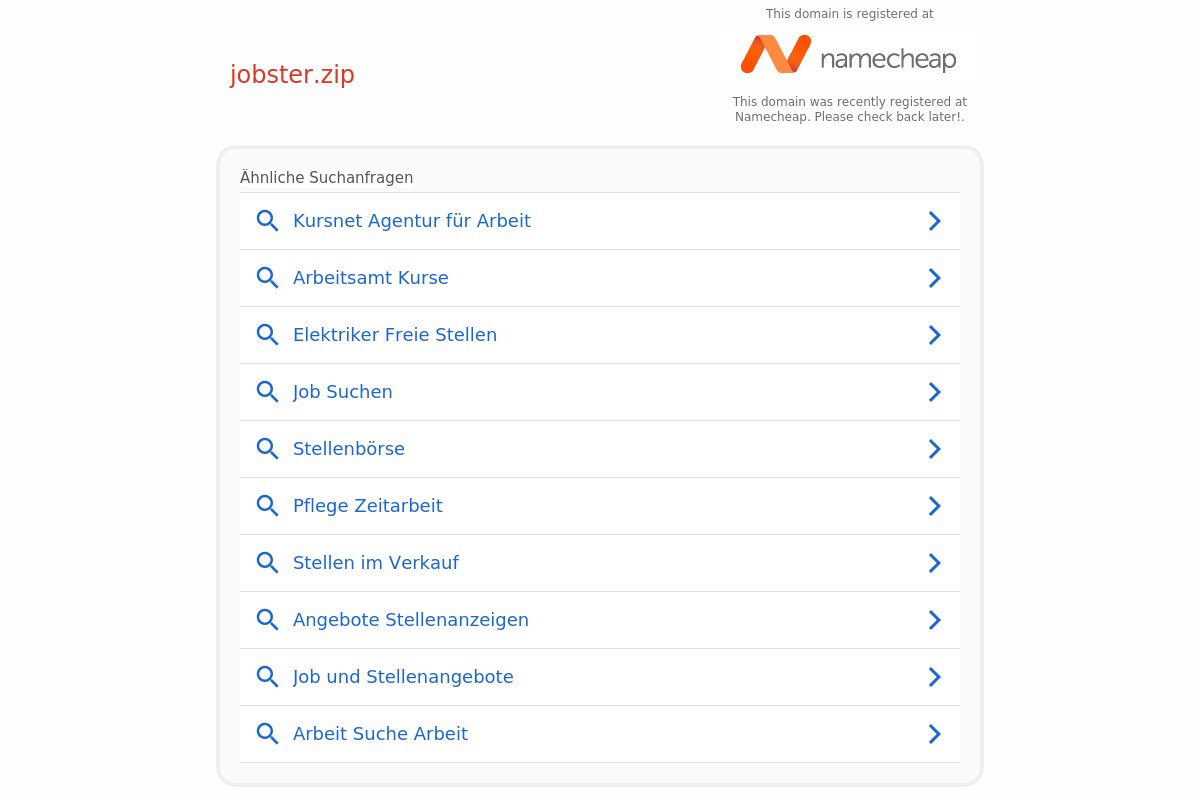 This domain is registered at
namecheap
jobster.zip
This domain was recently registered at
Namecheap. Please check back later!.
Ähnliche Suchanfragen
Kursnet Agentur für Arbeit
Arbeitsamt Kurse
Elektriker Freie Stellen
Job Suchen
Stellenbörse
Pflege Zeitarbeit
Stellen im Verkauf
Angebote Stellenanzeigen
Job und Stellenangebote
Arbeit Suche Arbeit